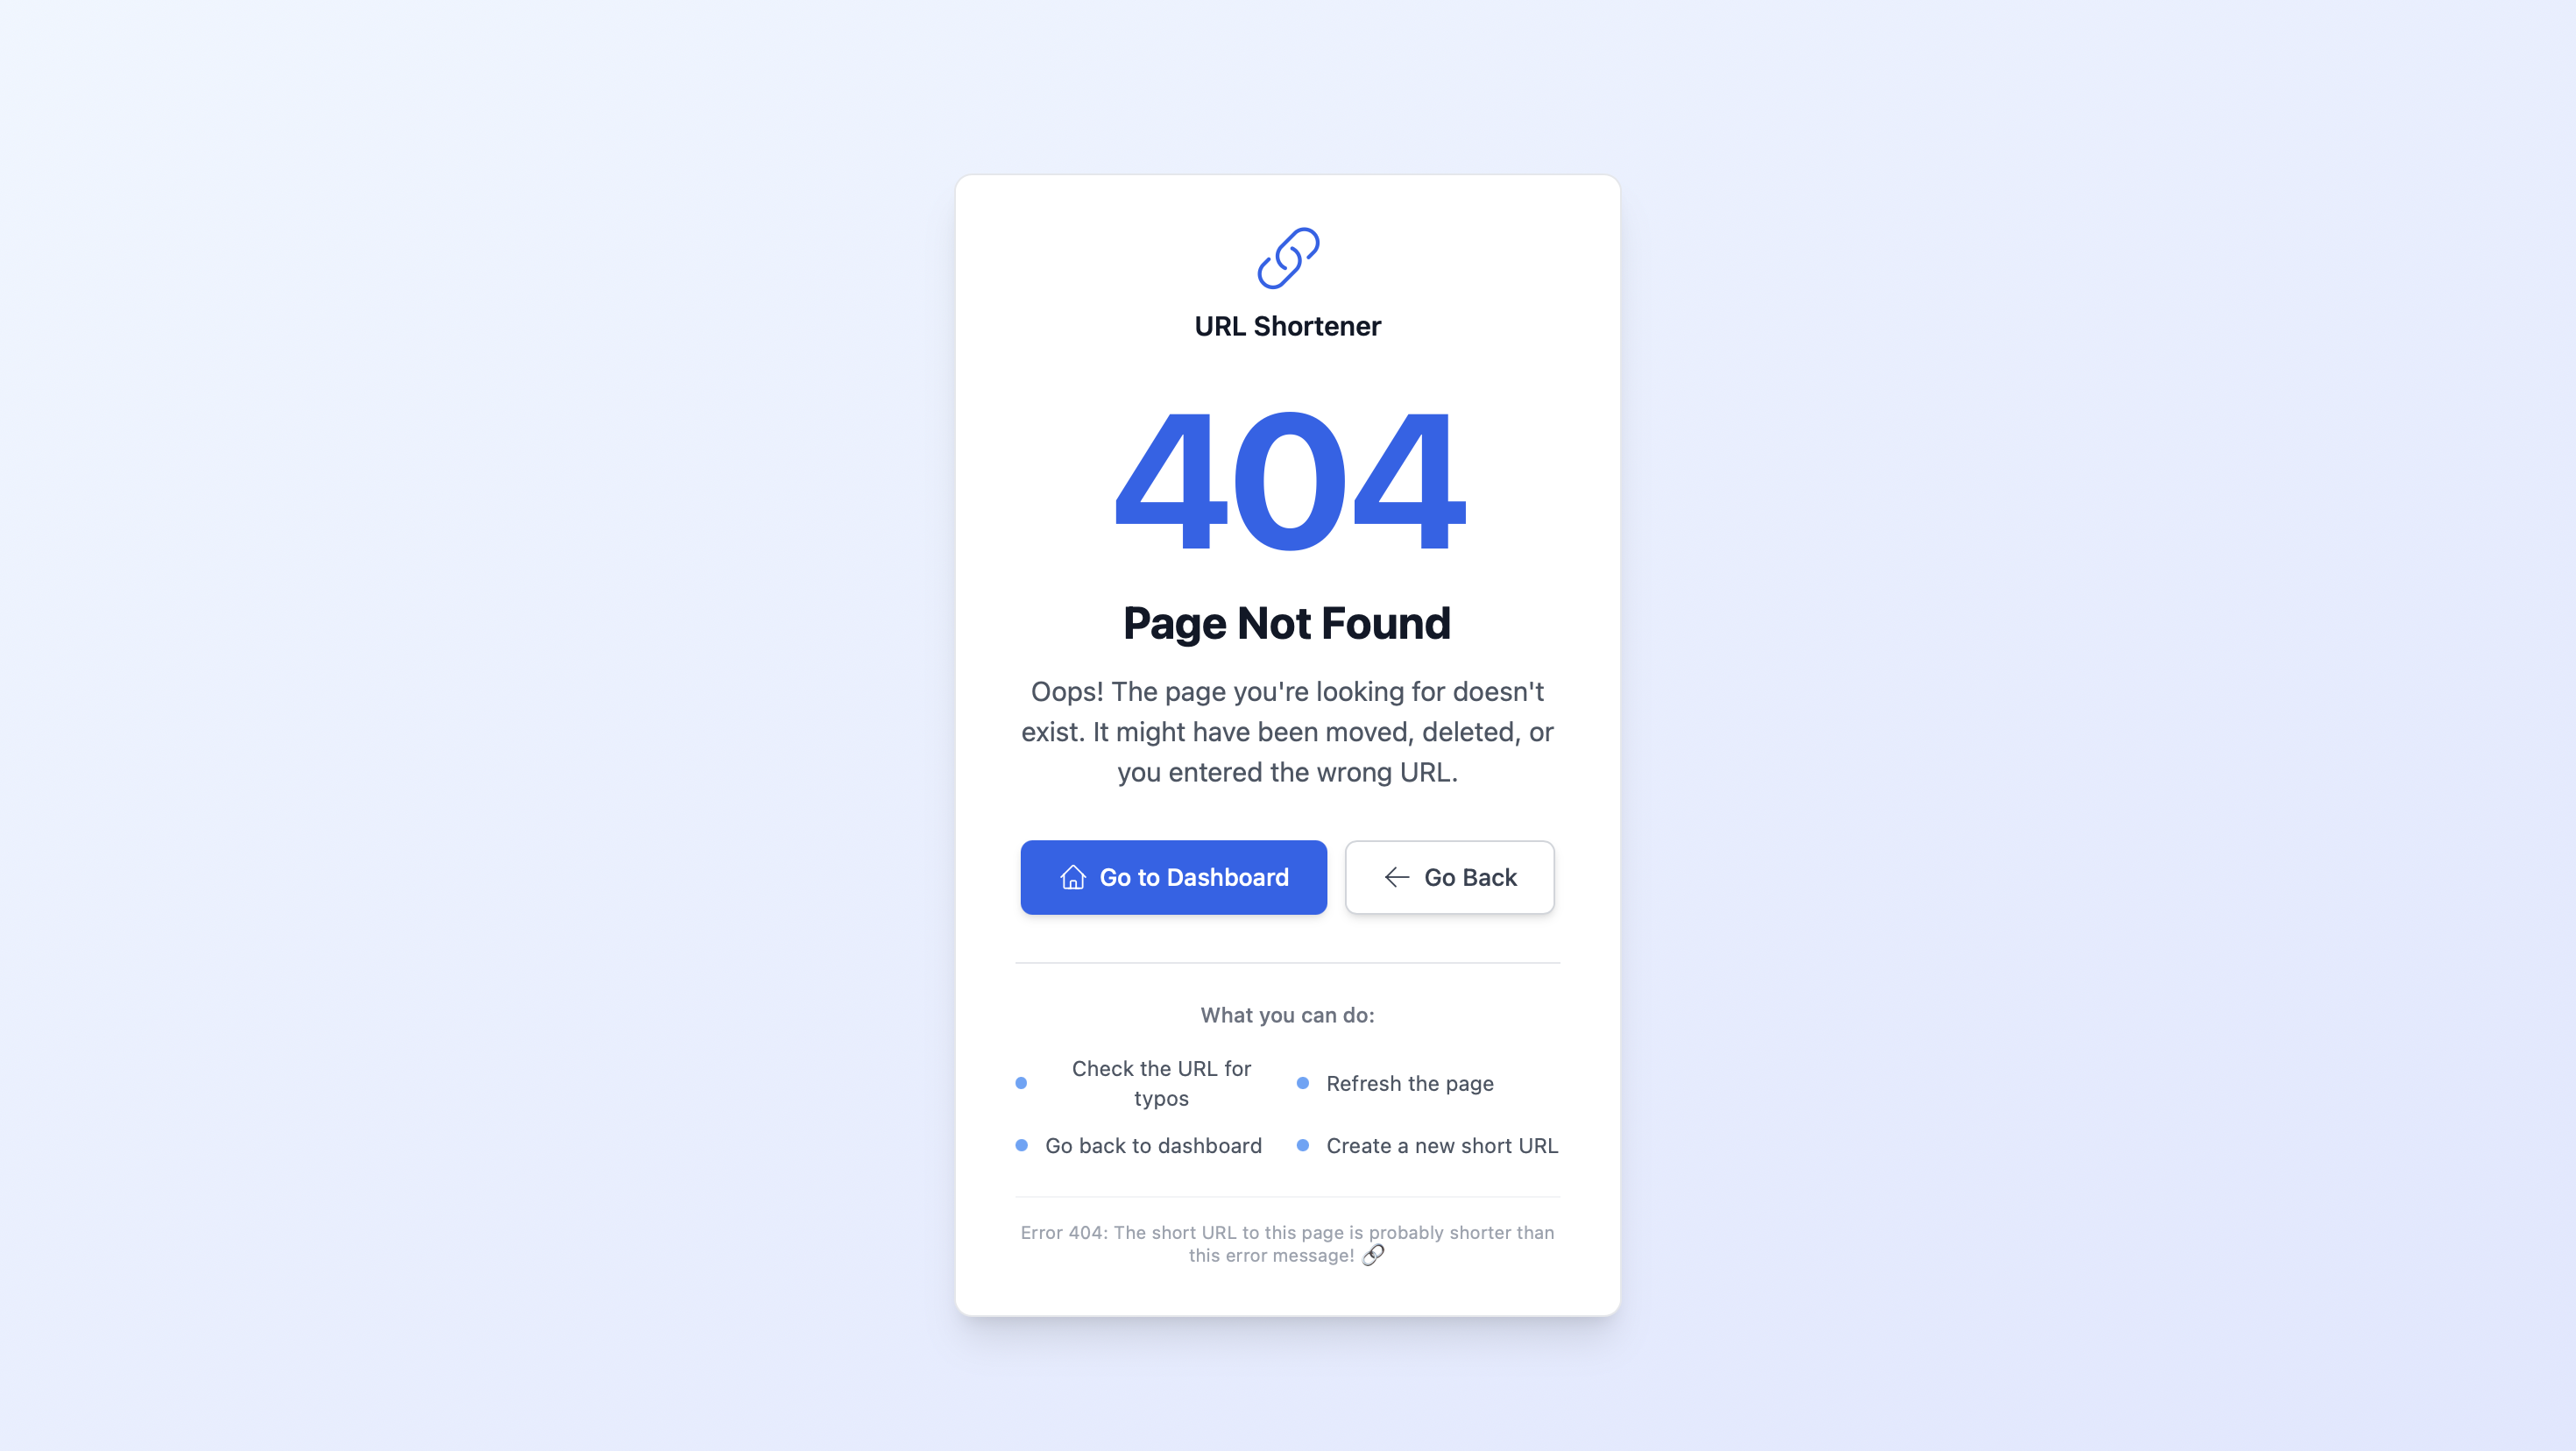 URL Shortener
404
Page Not Found
Oops! The page you're looking for doesn't
exist. It might have been moved, deleted, or
you entered the wrong URL.
Go to Dashboard
Go Back
What you can do:
Check the URL for
typos
Refresh the page
Go back to dashboard
Create a new short URL
Error 404: The short URL to this page is probably shorter than
this error message! 🔗